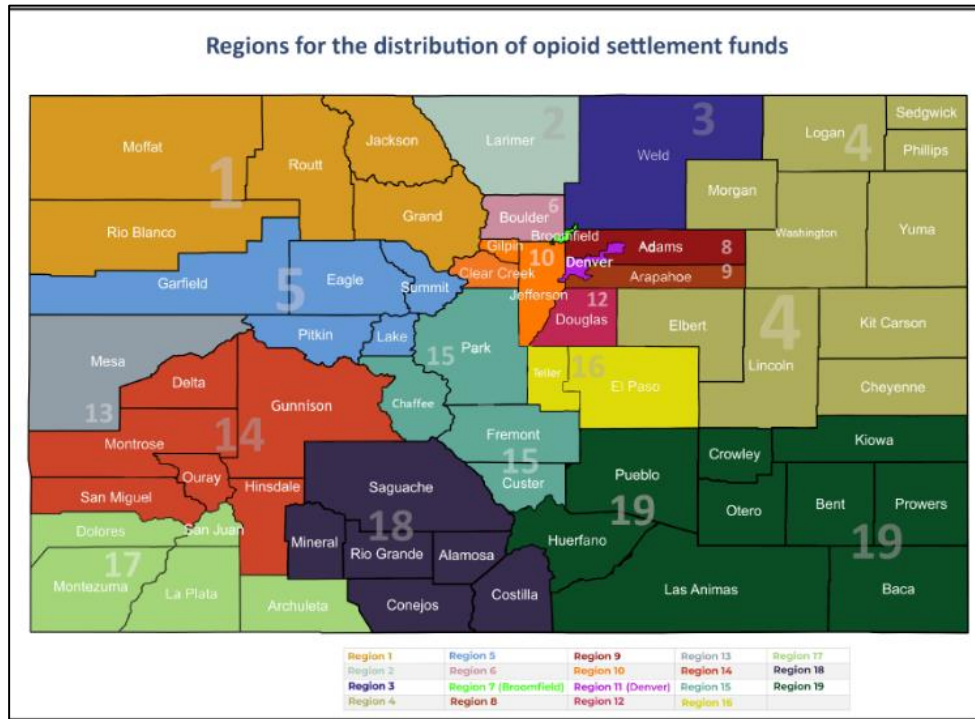 Regions for the distribution of opioid settlement funds
Moffat
Routt
Jackson
Larimer
2
Weld
3
Logan
4
Sedgwick
Phillips
1
Rio Blanco
Grand
Boulder
6
Morgan
Washington
Yuma
Broomfield
Gilpin
10
Clear Creek
Jefferson
Denver
Adams
8
Arapahoe
9
Garfield
5
Eagle
Summit
12
Douglas
Elbert
4
Lincoln
Kit Carson
Cheyenne
Pitkin
Lake
15
Park
Mesa
13
Delta
Gunnison
Chaffee
Teller
16
El Paso
Montrose
14
Ouray
San Miguel
Hinsdale
Fremont
15
Custer
Saguache
Pueblo
19
Crowley
Kiowa
Otero
Bent
Prowers
19
Dolores
San Juan
Mineral
18
Rio Grande
Alamosa
Huerfano
17
Montezuma
La Plata
Archuleta
Conejos
Costilla
Las Animas
Baca
Region 1 Region 5 Region 9 Region 13 Region 17
Region 2 Region 6 Region 10 Region 14 Region 18
Region 3 Region 7 (Broomfield) Region 11 (Denver) Region 15 Region 19
Region 4 Region 8 Region 12 Region 16